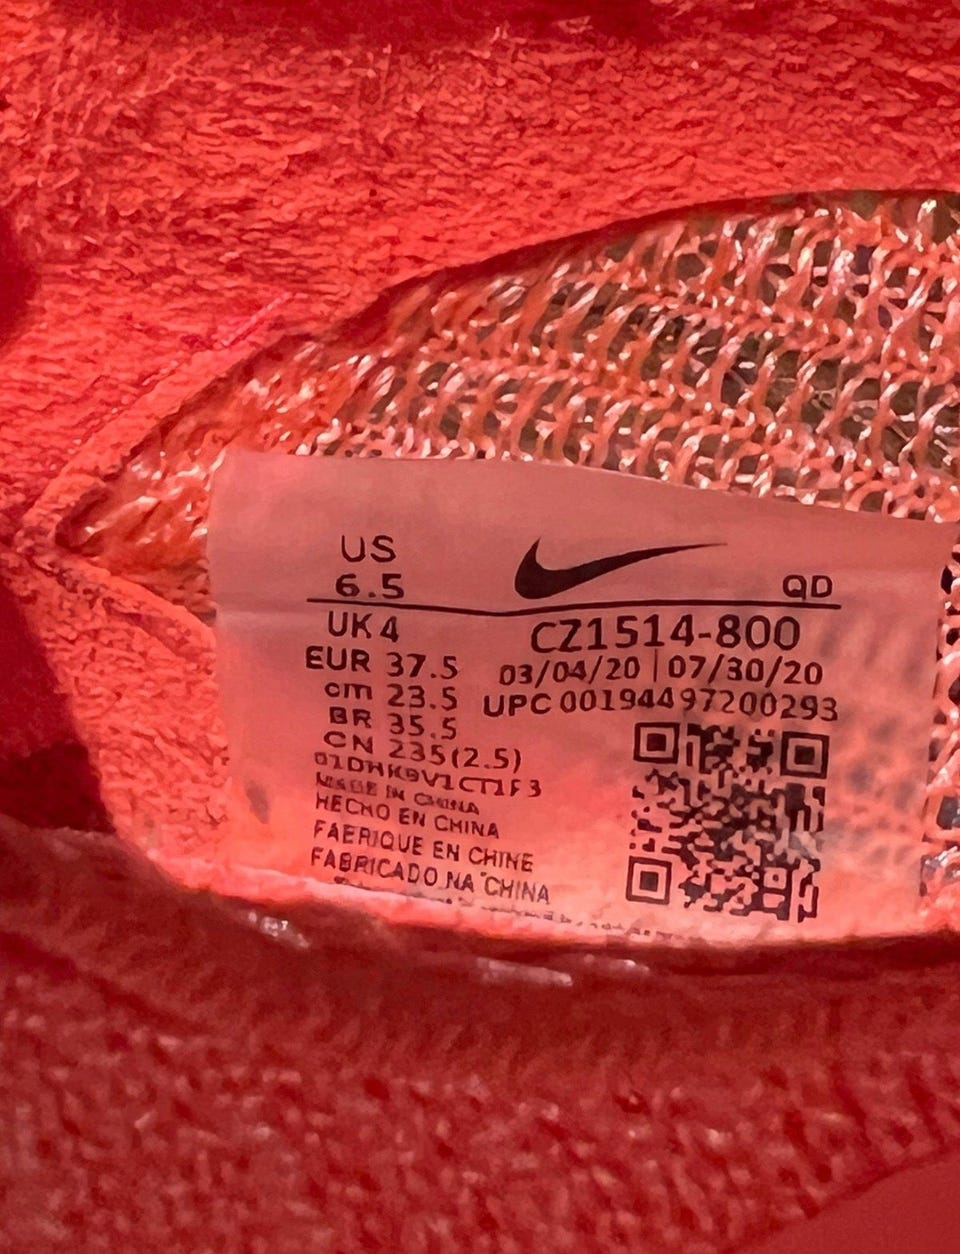 US
6.5
QD
UK 4
EUR 37.5
cm 23.5
BR 35.5
CN 235(2.5)
CZ1514-800
03/04/20 | 07/30/20
UPC 00194497200293
MADE IN CHINA
HECHO EN CHINA
FABRIQUE EN CHINE
FABRICADO NA CHINA